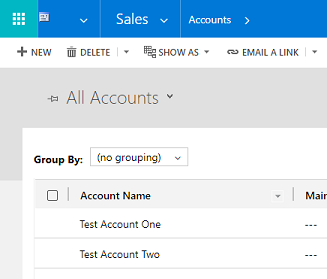 Sales Accounts
NEW DELETE SHOW AS EMAIL A LINK
All Accounts
Group By: (no grouping)
Account Name Main
Test Account One ---
Test Account Two ---